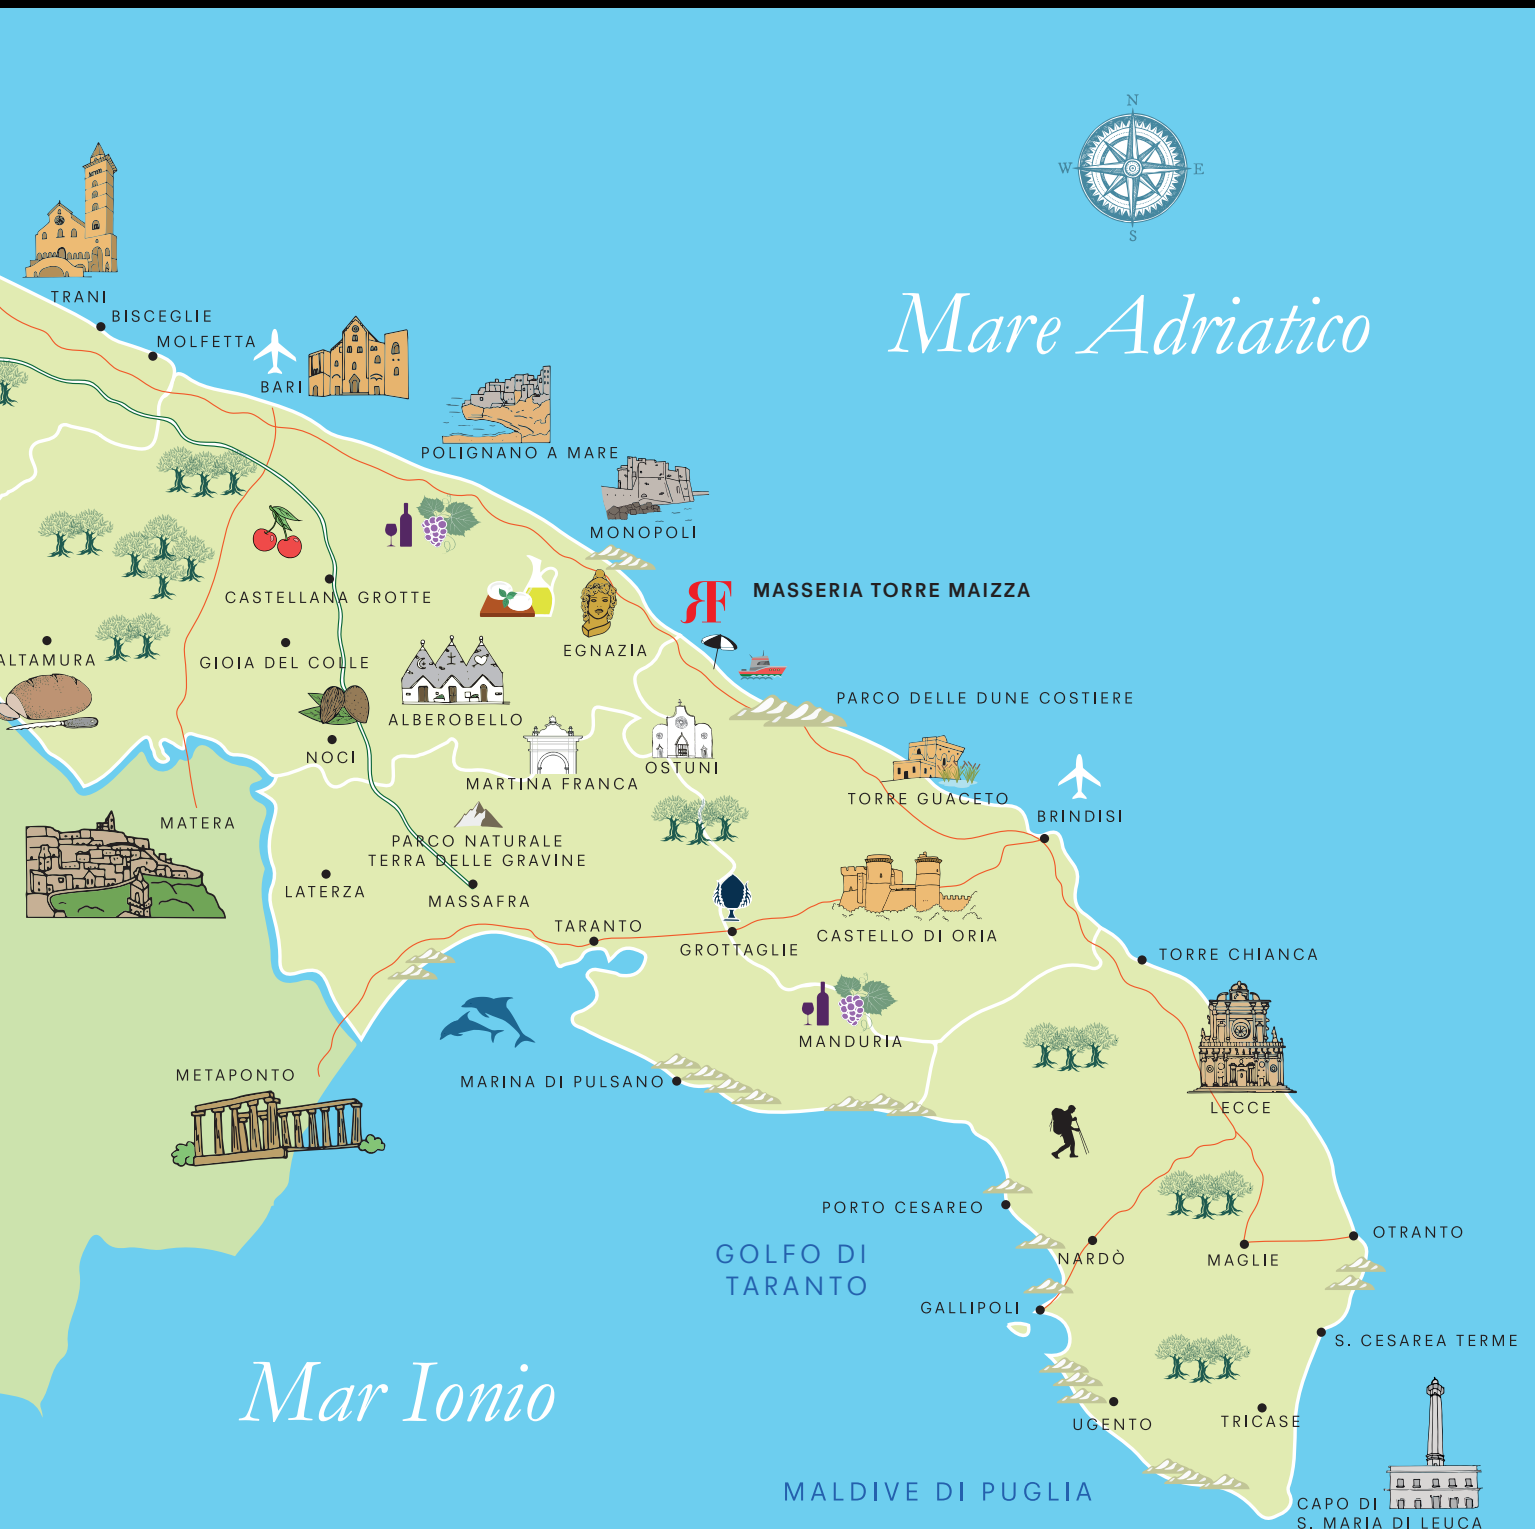 N
W
E
S
Mare Adriatico
TRANI
BISCEGLIE
MOLFETTA
BARI
POLIGNANO A MARE
MONOPOLI
CASTELLANA GROTTE
RF MASSERIA TORRE MAIZZA
EGNAZIA
ALTAMURA
GIOIA DEL COLLE
PARCO DELLE DUNE COSTIERE
ALBEROBELLO
NOCI
OSTUNI
MARTINA FRANCA
TORRE GUACETO
BRINDISI
MATERA
PARCO NATURALE
TERRA DELLE GRAVINE
LATERZA
MASSAFRA
TARANTO
GROTTAGLIE
CASTELLO DI ORIA
TORRE CHIANCA
MANDURIA
METAPONTO
MARINA DI PULSANO
LECCE
PORTO CESAREO
OTRANTO
GOLFO DI
TARANTO
NARDÒ
MAGLIE
GALLIPOLI
S. CESAREA TERME
Mar Ionio
UGENTO
TRICASE
MALDIVE DI PUGLIA
CAPO DI
S. MARIA DI LEUCA